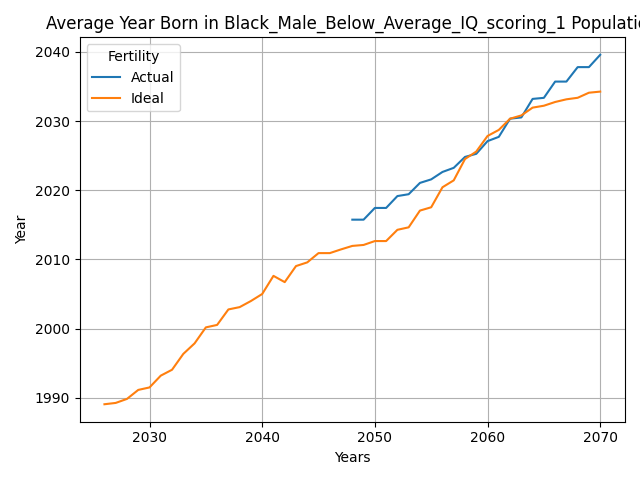 Average Year Born in Black_Male_Below_Average_IQ_scoring_1 Populatio
Fertility
Actual
Ideal
2040
2030
2020
2010
2000
1990
Year
2030 2040 2050 2060 2070
Years